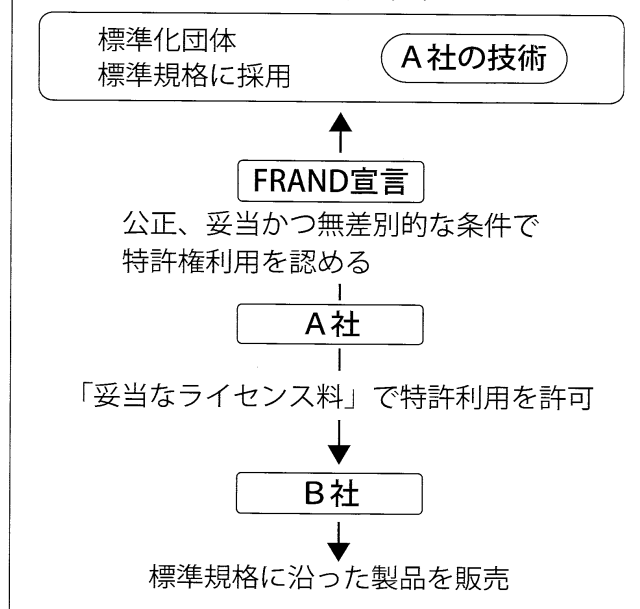 標準化団体
標準規格に採用
A社の技術
FRAND宣言
公正、妥当かつ無差別的な条件で
特許権利用を認める
A社
「妥当なライセンス料」で特許利用を許可
B社
標準規格に沿った製品を販売